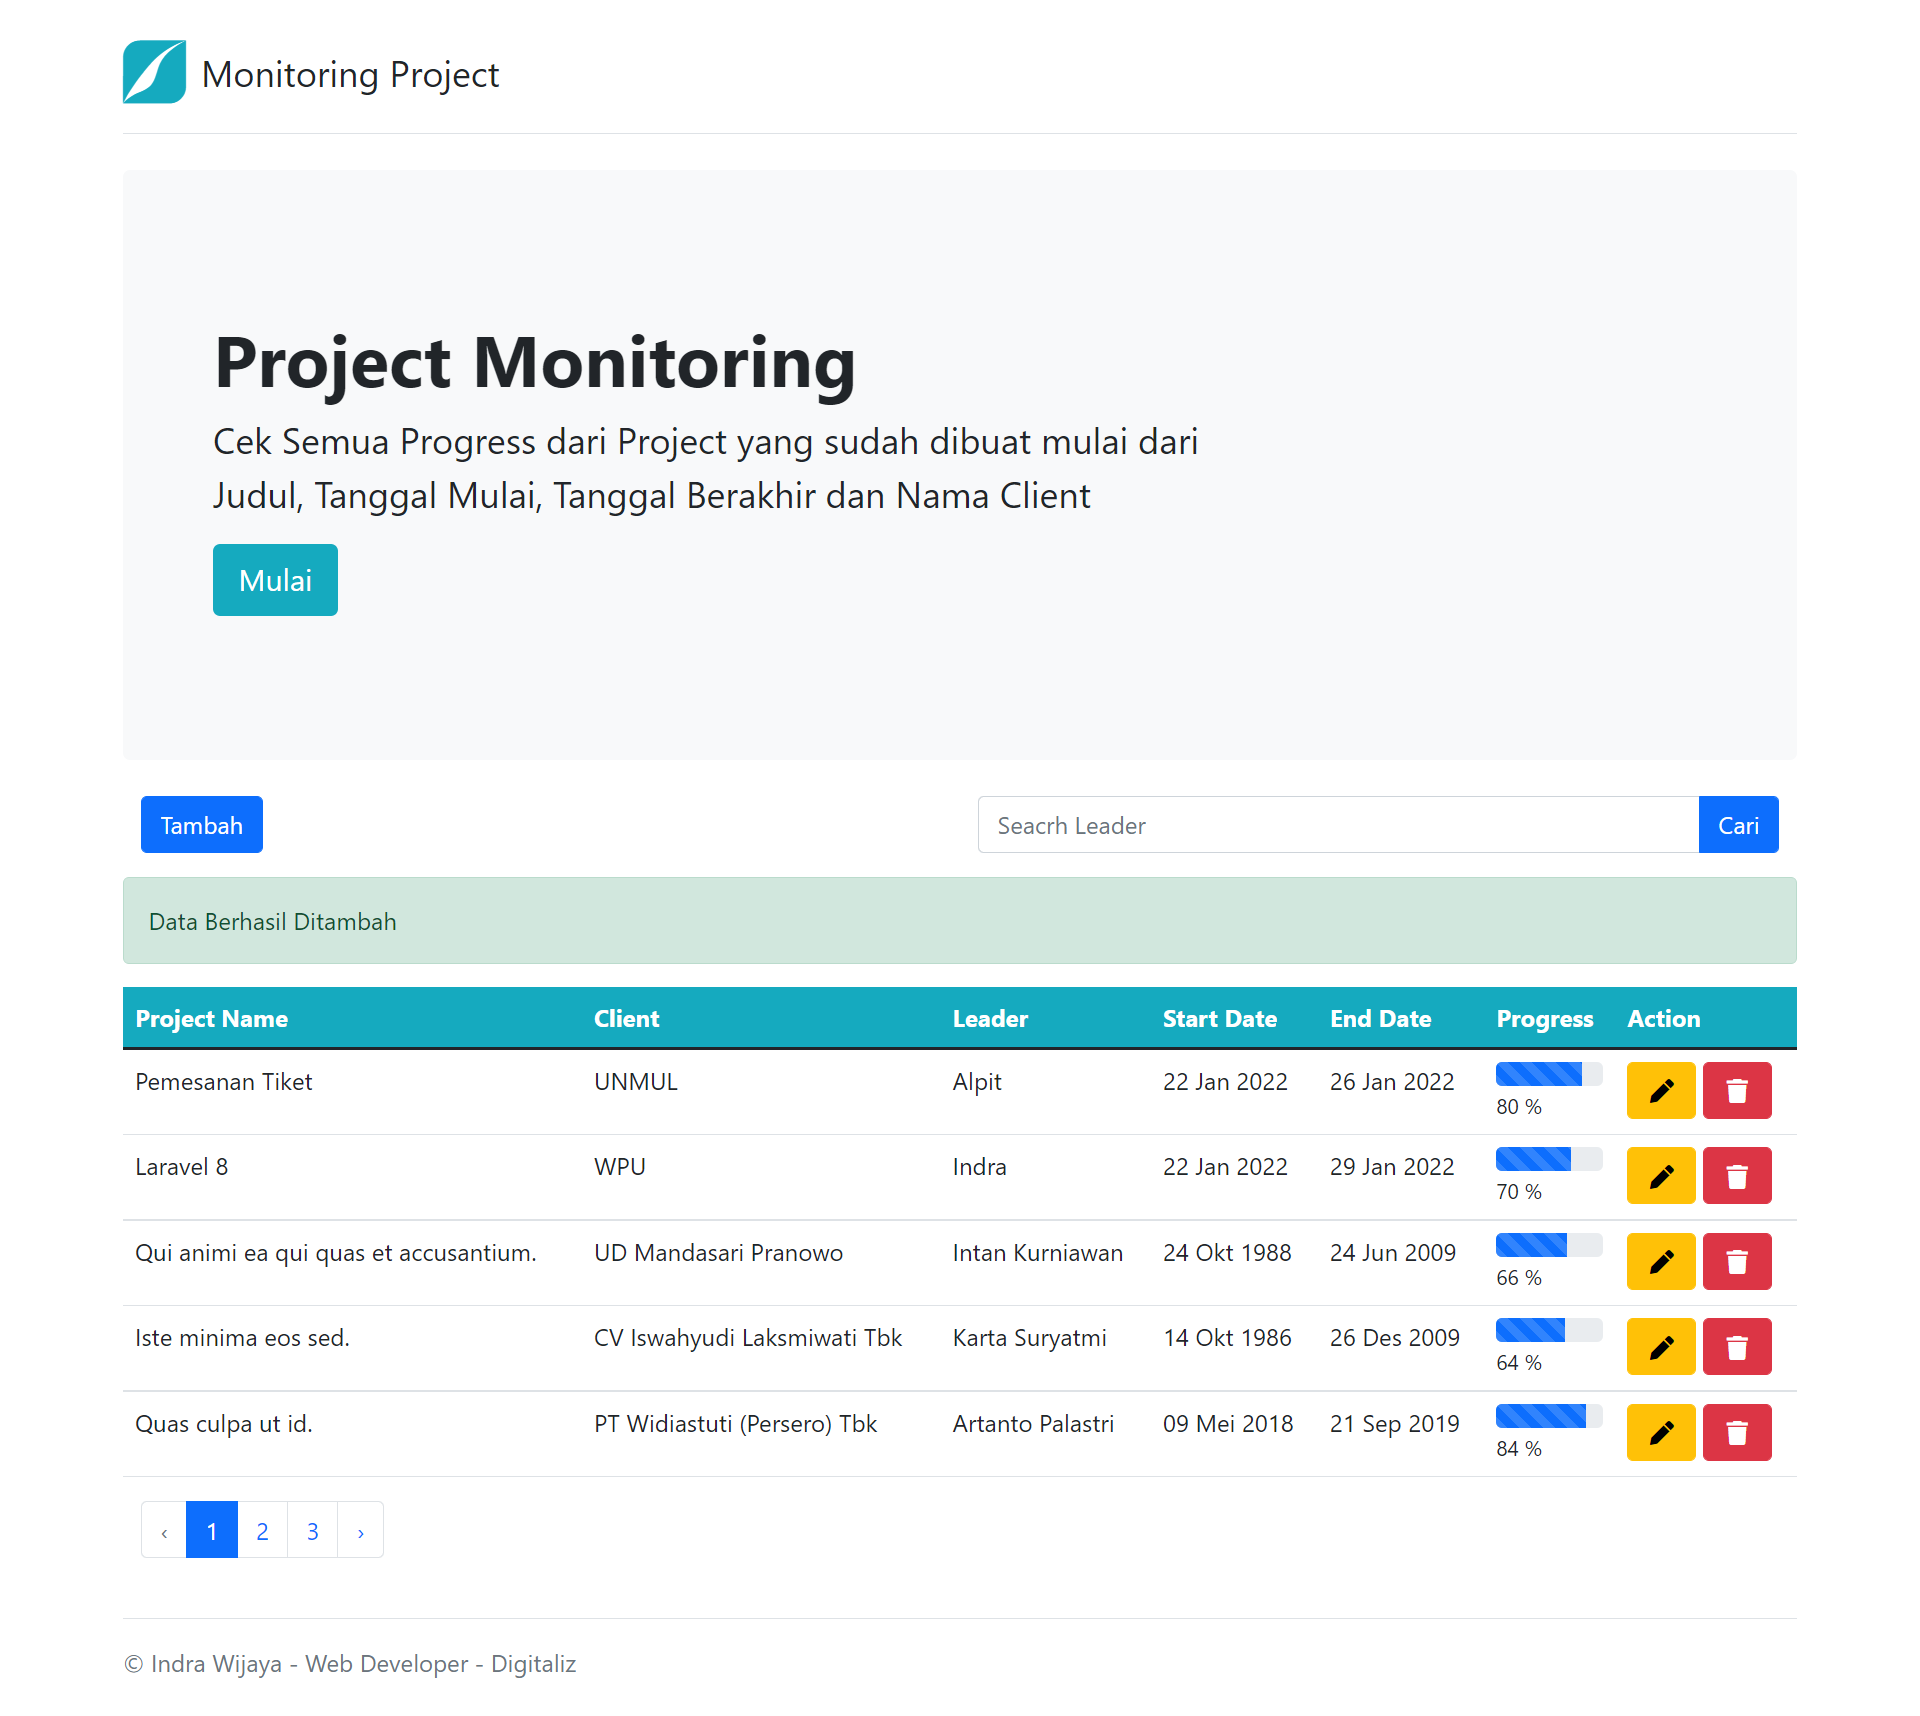 Monitoring Project
Project Monitoring
Cek Semua Progress dari Project yang sudah dibuat mulai dari
Judul, Tanggal Mulai, Tanggal Berakhir dan Nama Client
Mulai
Tambah Seacrh Leader Cari
Data Berhasil Ditambah
Project Name Client Leader Start Date End Date Progress Action
Pemesanan Tiket UNMUL Alpit 22 Jan 2022 26 Jan 2022 80 %
Laravel 8 WPU Indra 22 Jan 2022 29 Jan 2022 70 %
Qui animi ea qui quas et accusantium. UD Mandasari Pranowo Intan Kurniawan 24 Okt 1988 24 Jun 2009 66 %
Iste minima eos sed. CV Iswahyudi Laksmiwati Tbk Karta Suryatmi 14 Okt 1986 26 Des 2009 64 %
Quas culpa ut id. PT Widiastuti (Persero) Tbk Artanto Palastri 09 Mei 2018 21 Sep 2019 84 %
‹ 1 2 3 ›
© Indra Wijaya - Web Developer - Digitaliz